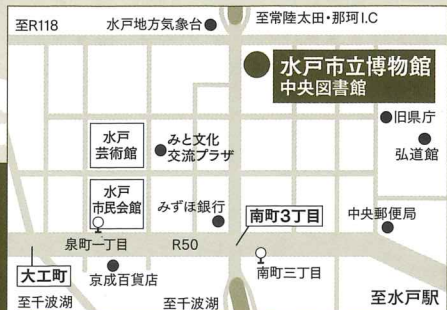 至R118
水戸地方気象台
至常陸太田・那珂I.C
水戸市立博物館
中央図書館
旧県庁
弘道館
水戸
芸術館
みと文化
交流プラザ
水戸
市民会館
みずほ銀行
南町3丁目
中央郵便局
泉町一丁目
R50
大工町
京成百貨店
南町三丁目
至千波湖
至千波湖
至水戸駅